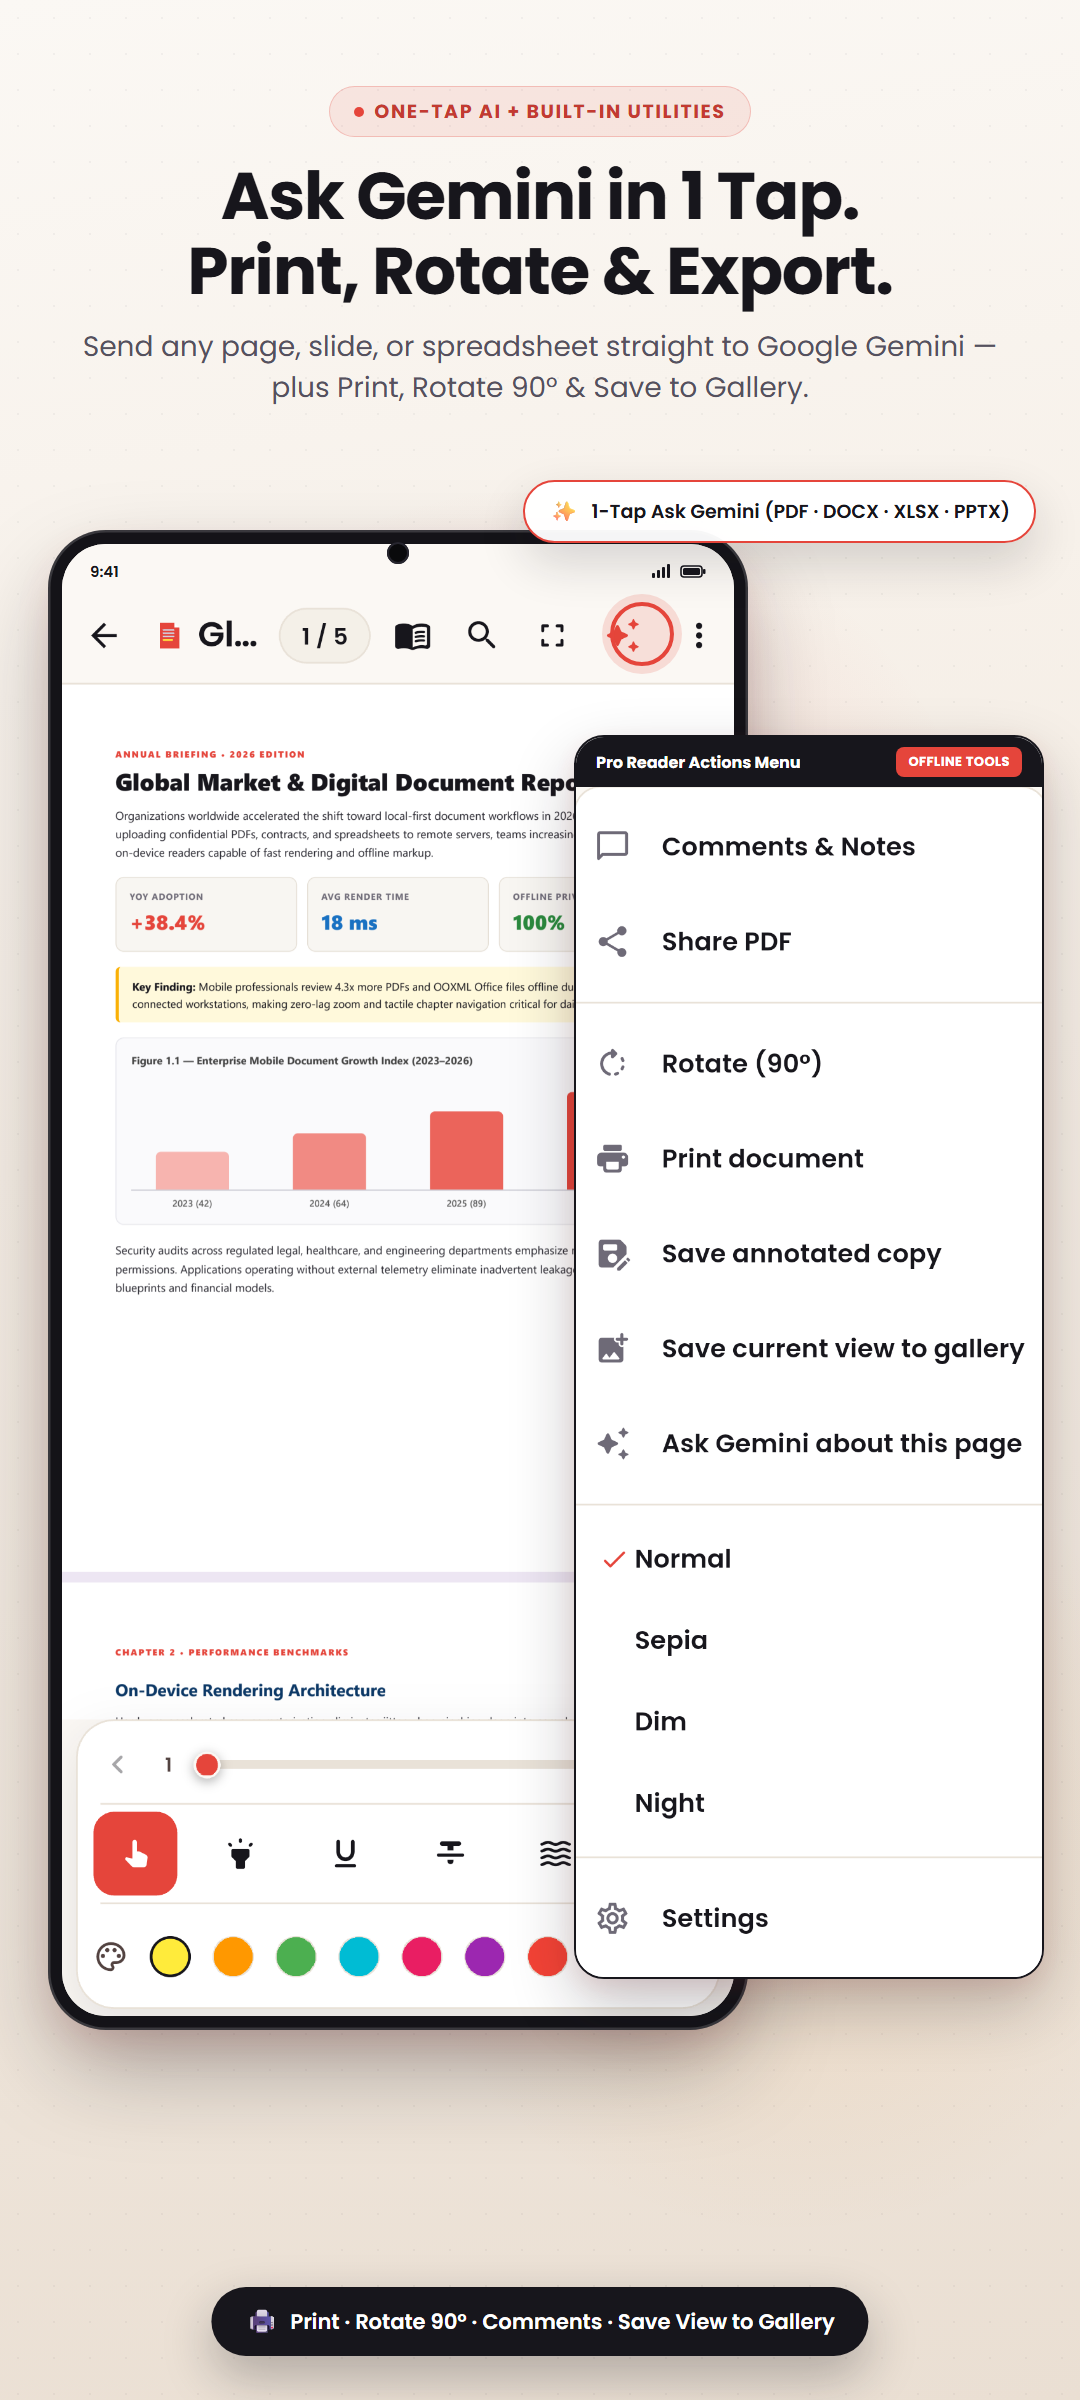 ONE-TAP AI + BUILT-IN UTILITIES
Ask Gemini in 1 Tap.
Print, Rotate & Export.
Send any page, slide, or spreadsheet straight to Google Gemini —
plus Print, Rotate 90° & Save to Gallery.
1-Tap Ask Gemini (PDF · DOCX · XLSX · PPTX)
9:41
Gl...
1 / 5
ANNUAL BRIEFING • 2026 EDITION
Global Market & Digital Document Repo
Organizations worldwide accelerated the shift toward local-first document workflows in 202
uploading confidential PDFs, contracts, and spreadsheets to remote servers, teams increasin
on-device readers capable of fast rendering and offline markup.
YOY ADOPTION
+38.4%
AVG RENDER TIME
18 ms
OFFLINE PRI
100%
Key Finding: Mobile professionals review 4.3x more PDFs and OOXML Office files offline du
connected workstations, making zero-lag zoom and tactile chapter navigation critical for dai
Figure 1.1 — Enterprise Mobile Document Growth Index (2023–2026)
2023 (42)
2024 (64)
2025 (89)
Security audits across regulated legal, healthcare, and engineering departments emphasize
permissions. Applications operating without external telemetry eliminate inadvertent leakag
blueprints and financial models.
CHAPTER 2 • PERFORMANCE BENCHMARKS
On-Device Rendering Architecture
1
Pro Reader Actions Menu
OFFLINE TOOLS
Comments & Notes
Share PDF
Rotate (90°)
Print document
Save annotated copy
Save current view to gallery
Ask Gemini about this page
Normal
Sepia
Dim
Night
Settings
Print · Rotate 90° · Comments · Save View to Gallery